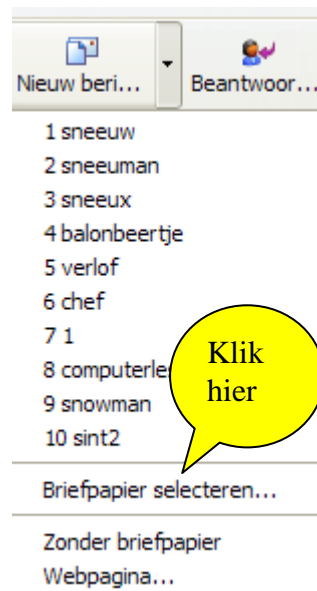 Nieuw beri... Beantwoor...
1 sneeuw
2 sneeuman
3 sneeux
4 balonbeertje
5 verlof
6 chef
7 1
8 computerle
Klik
hier
9 snowman
10 sint2
Briefpapier selecteren...
Zonder briefpapier
Webpagina...